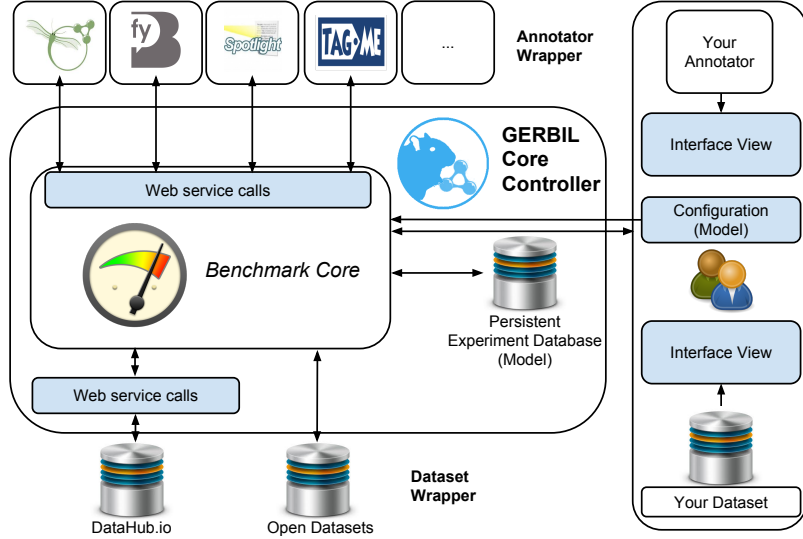 fy
Spotlight
TAG ME
...
Annotator
Wrapper
Your
Annotator
Interface View
GERBIL
Core
Controller
Web service calls
Configuration
(Model)
Benchmark Core
Persistent
Experiment Database
(Model)
Interface View
Web service calls
Dataset
Wrapper
DataHub.io
Open Datasets
Your Dataset